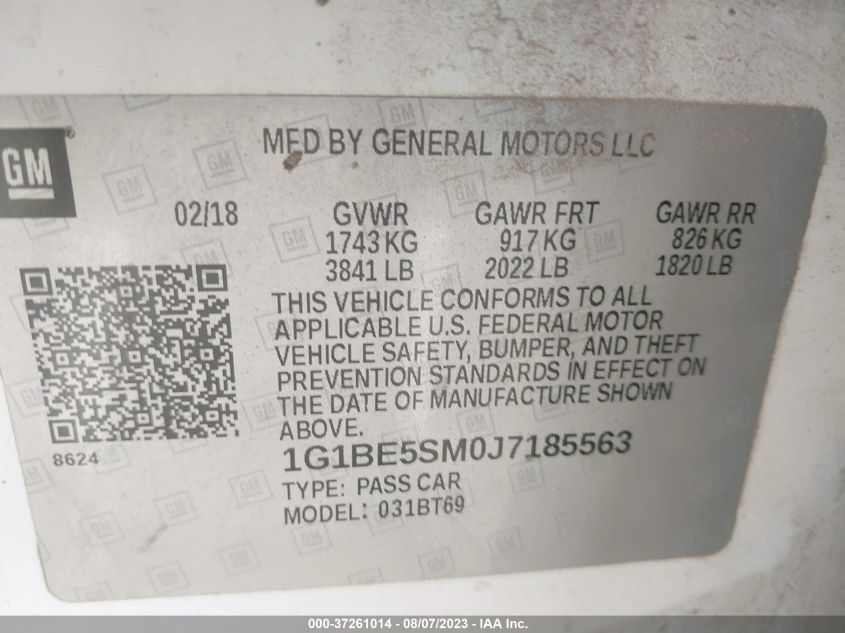 MFD BY GENERAL MOTORS LLC
GM
®
02/18 GVWR GAWR FRT GAWR RR
1743 KG 917 KG 826 KG
3841 LB 2022 LB 1820 LB
THIS VEHICLE CONFORMS TO ALL
APPLICABLE U.S. FEDERAL MOTOR
VEHICLE SAFETY, BUMPER, AND THEFT
PREVENTION STANDARDS IN EFFECT ON
THE DATE OF MANUFACTURE SHOWN
ABOVE.
8624
1G1BE5SM0J7185563
TYPE: PASS CAR
MODEL: 031BT69
000-37261014 - 08/07/2023 - IAA Inc.